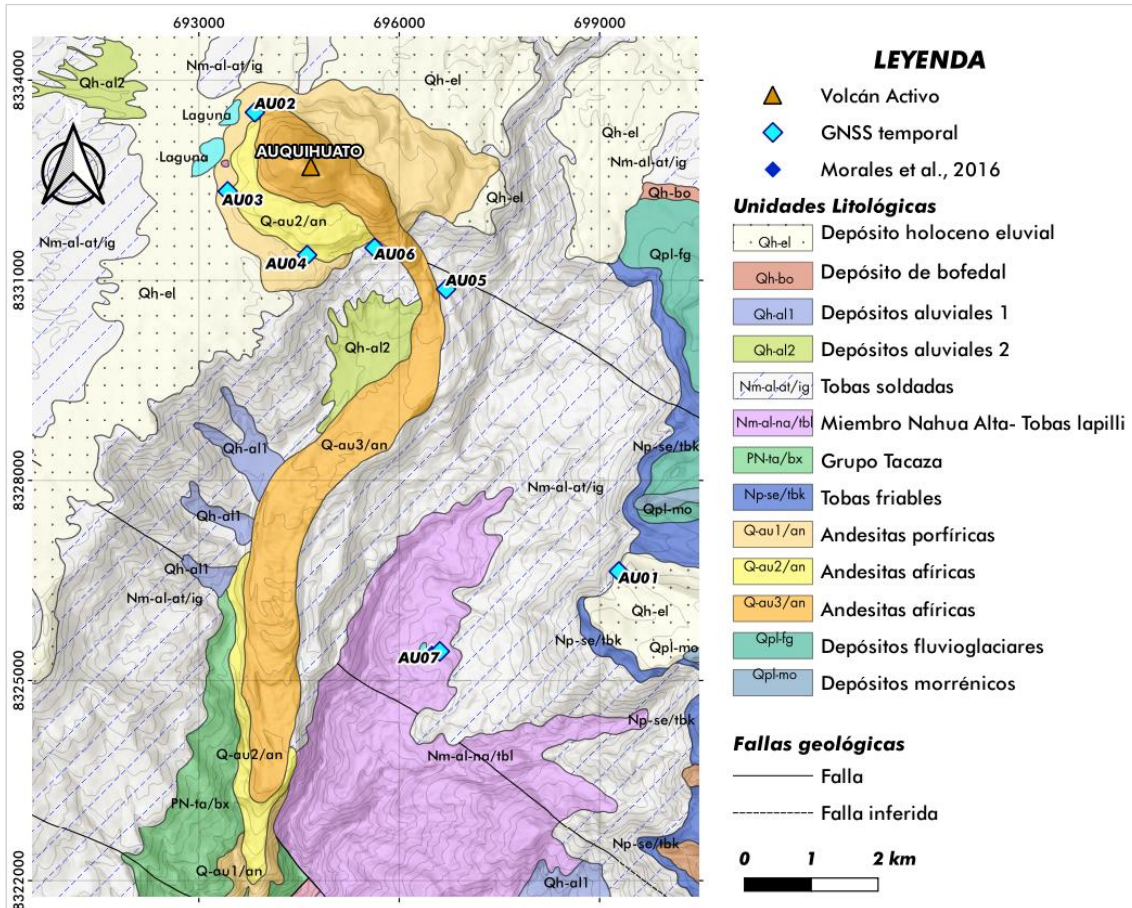 693000
696000
699000
8334000
8331000
8328000
8325000
8322000
Nm-al-at/ig
Qh-al2
Qh-el
Laguna
AU02
Qh-el
Laguna
AUQUIHUATO
Nm-al-at/ig
AU03
Qh-el
Qh-bo
Q-au2/an
Nm-al-at/ig
AU04
AU06
Qpl-fg
AU05
Qh-el
Qh-al2
Q-au3/an
Qh-al1
Np-se/tbk
Nm-al-at/ig
Qh-al1
Qpl-mo
Qh-al1
AU01
Nm-al-at/ig
Qh-el
Np-se/tbk
Qpl-mo
AU07
Np-se/tbk
Q-au2/an
Nm-al-na/tbl
PN-ta/bx
Np-se/tbk
Q-au1/an
Qh-al1
LEYENDA
Volcán Activo
GNSS temporal
Morales et al., 2016
Unidades Litológicas
Qh-el Depósito holoceno eluvial
Qh-bo Depósito de bofedal
Qh-al1 Depósitos aluviales 1
Qh-al2 Depósitos aluviales 2
Nm-al-at/ig Tobas soldadas
Nm-al-na/tbl Miembro Nahua Alta- Tobas lapilli
PN-ta/bx Grupo Tacaza
Np-se/tbk Tobas friables
Q-au1/an Andesitas porfíricas
Q-au2/an Andesitas afíricas
Q-au3/an Andesitas afíricas
Qpl-fg Depósitos fluvioglaciares
Qpl-mo Depósitos morrénicos
Fallas geológicas
Falla
Falla inferida
0 1 2 km